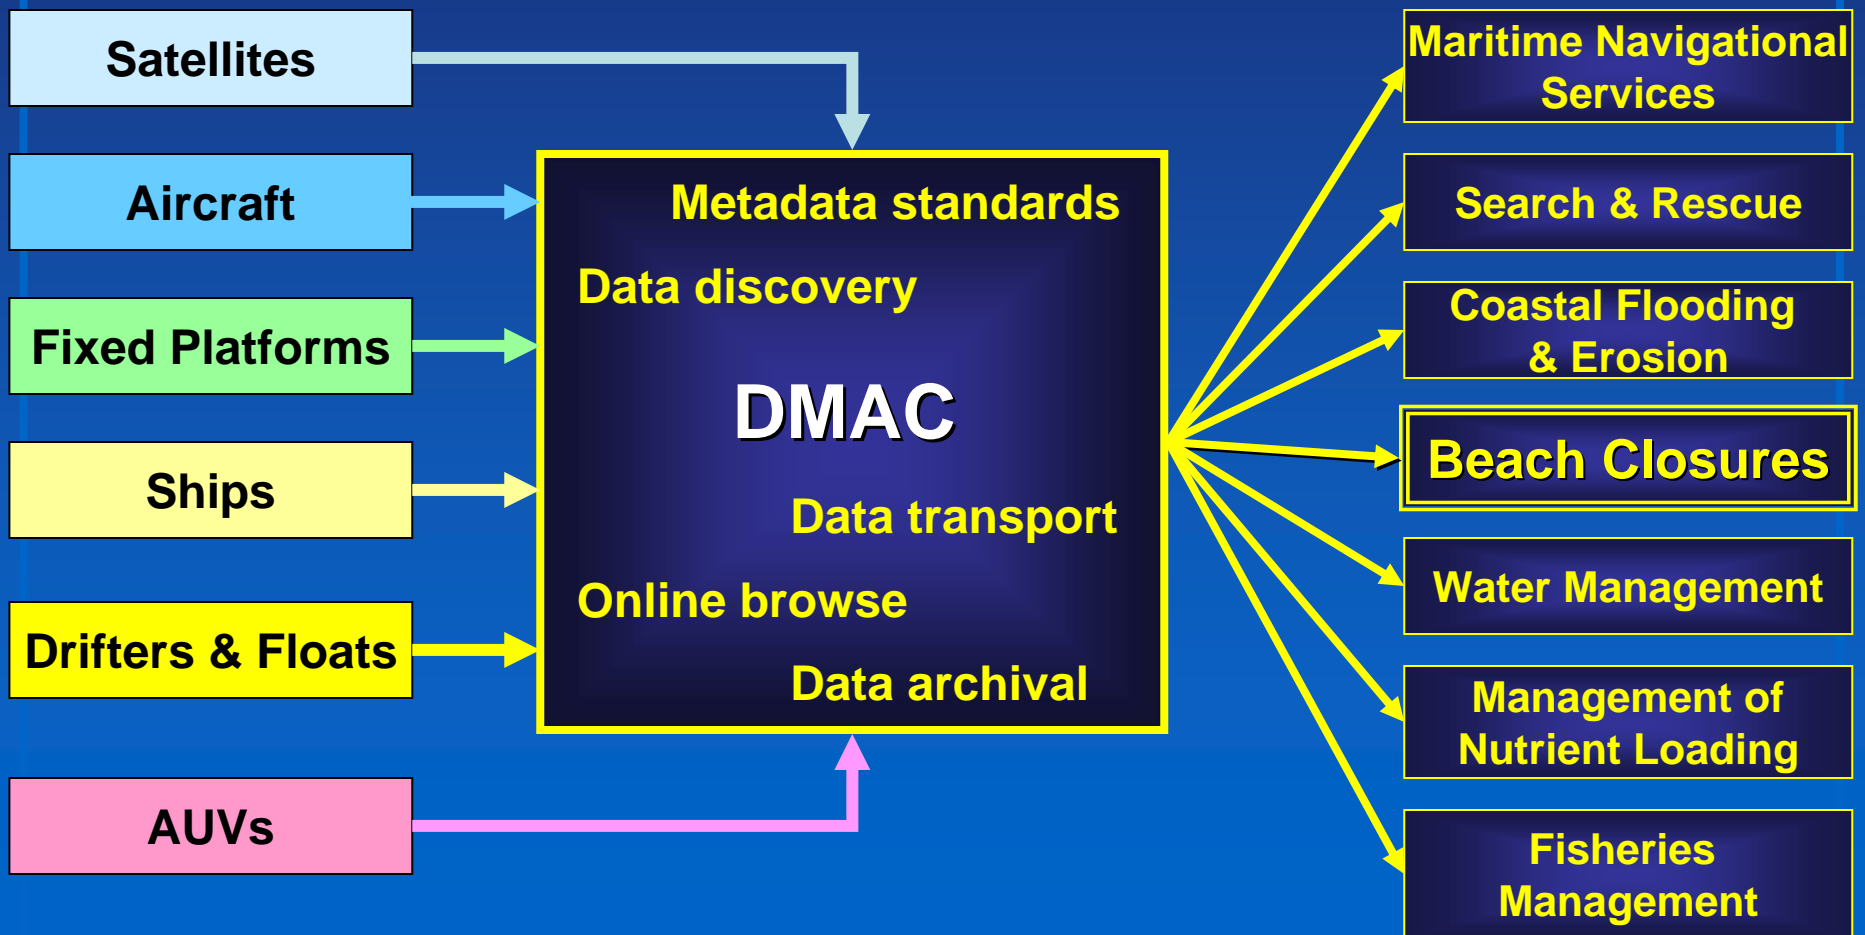 Satellites
Aircraft
Fixed Platforms
Ships
Drifters & Floats
AUVs
Metadata standards
Data discovery
DMAC
Data transport
Online browse
Data archival
Maritime Navigational
Services
Search & Rescue
Coastal Flooding
& Erosion
Beach Closures
Water Management
Management of
Nutrient Loading
Fisheries
Management